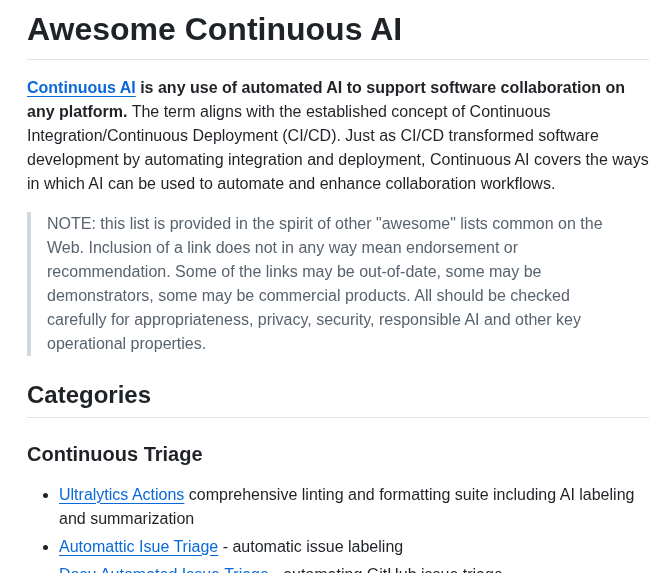 Awesome Continuous AI
Continuous AI is any use of automated AI to support software collaboration on
any platform. The term aligns with the established concept of Continuous
Integration/Continuous Deployment (CI/CD). Just as CI/CD transformed software
development by automating integration and deployment, Continuous AI covers the ways
in which AI can be used to automate and enhance collaboration workflows.
NOTE: this list is provided in the spirit of other "awesome" lists common on the
Web. Inclusion of a link does not in any way mean endorsement or
recommendation. Some of the links may be out-of-date, some may be
demonstrators, some may be commercial products. All should be checked
carefully for appropriateness, privacy, security, responsible AI and other key
operational properties.
Categories
Continuous Triage
Ultralytics Actions comprehensive linting and formatting suite including AI labeling
and summarization
Automattic Isue Triage - automatic issue labeling
Automated Issue Triage - automating GitHub issue triage